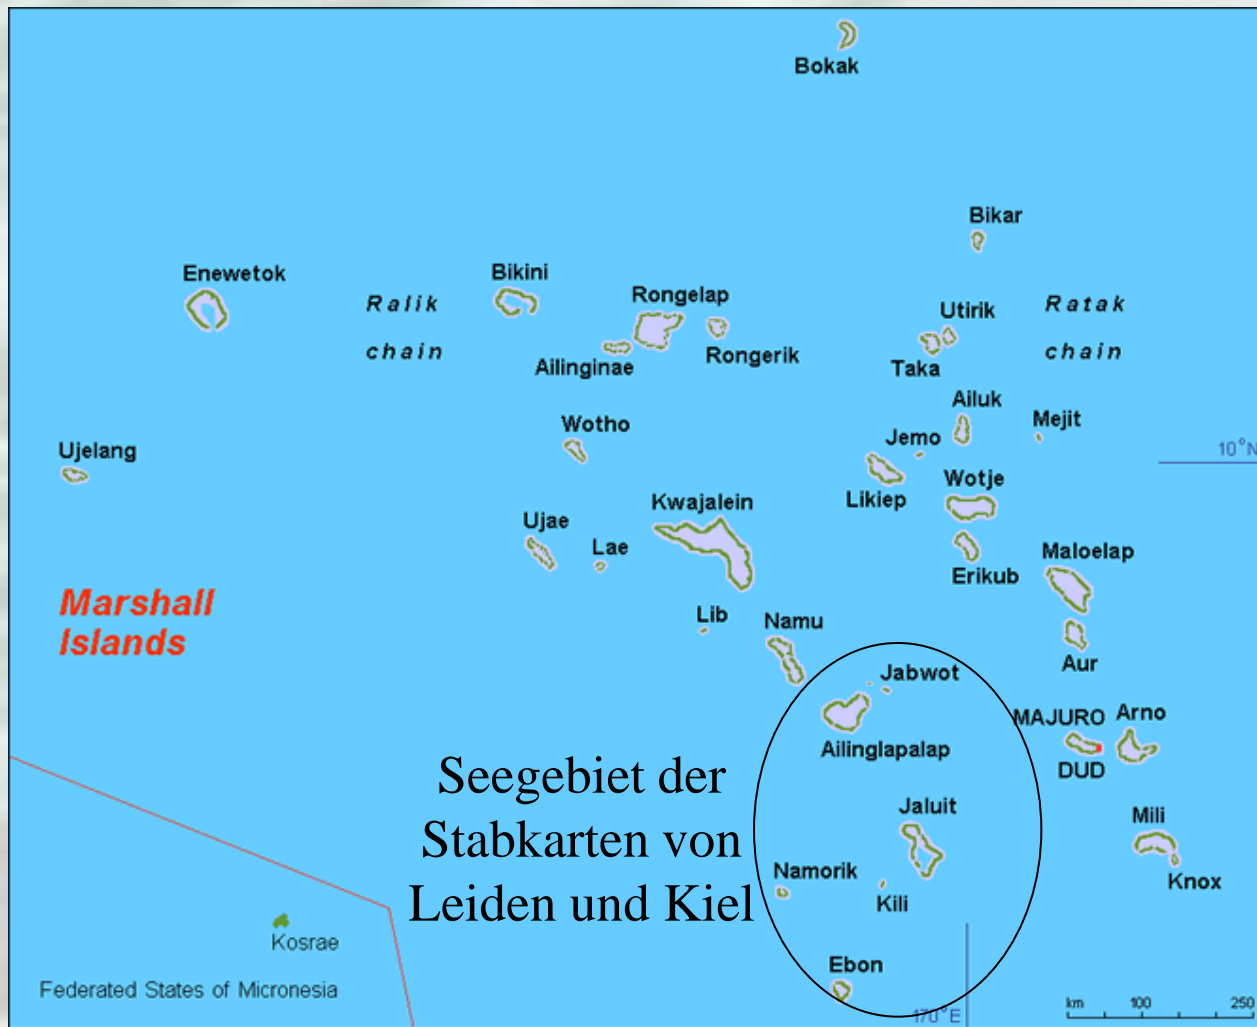 Bokak
Bikar
Enewetok
Bikini
Rongelap
Ralik
chain
Utirik
Ratak
chain
Ailinginae
Rongerik
Taka
Ailuk
Mejit
Wotho
Jemo
Ujelang
10°N
Likiep
Wotje
Kwajalein
Ujae
Lae
Maloelap
Erikub
Marshall
Islands
Lib
Namu
Aur
Jabwot
MAJURO
Arno
Ailinglapalap
DUD
Seegebiet der
Stabkarten von
Leiden und Kiel
Jaluit
Mili
Namorik
Kili
Knox
Kosrae
Ebon
Federated States of Micronesia
170°E
km 100 250